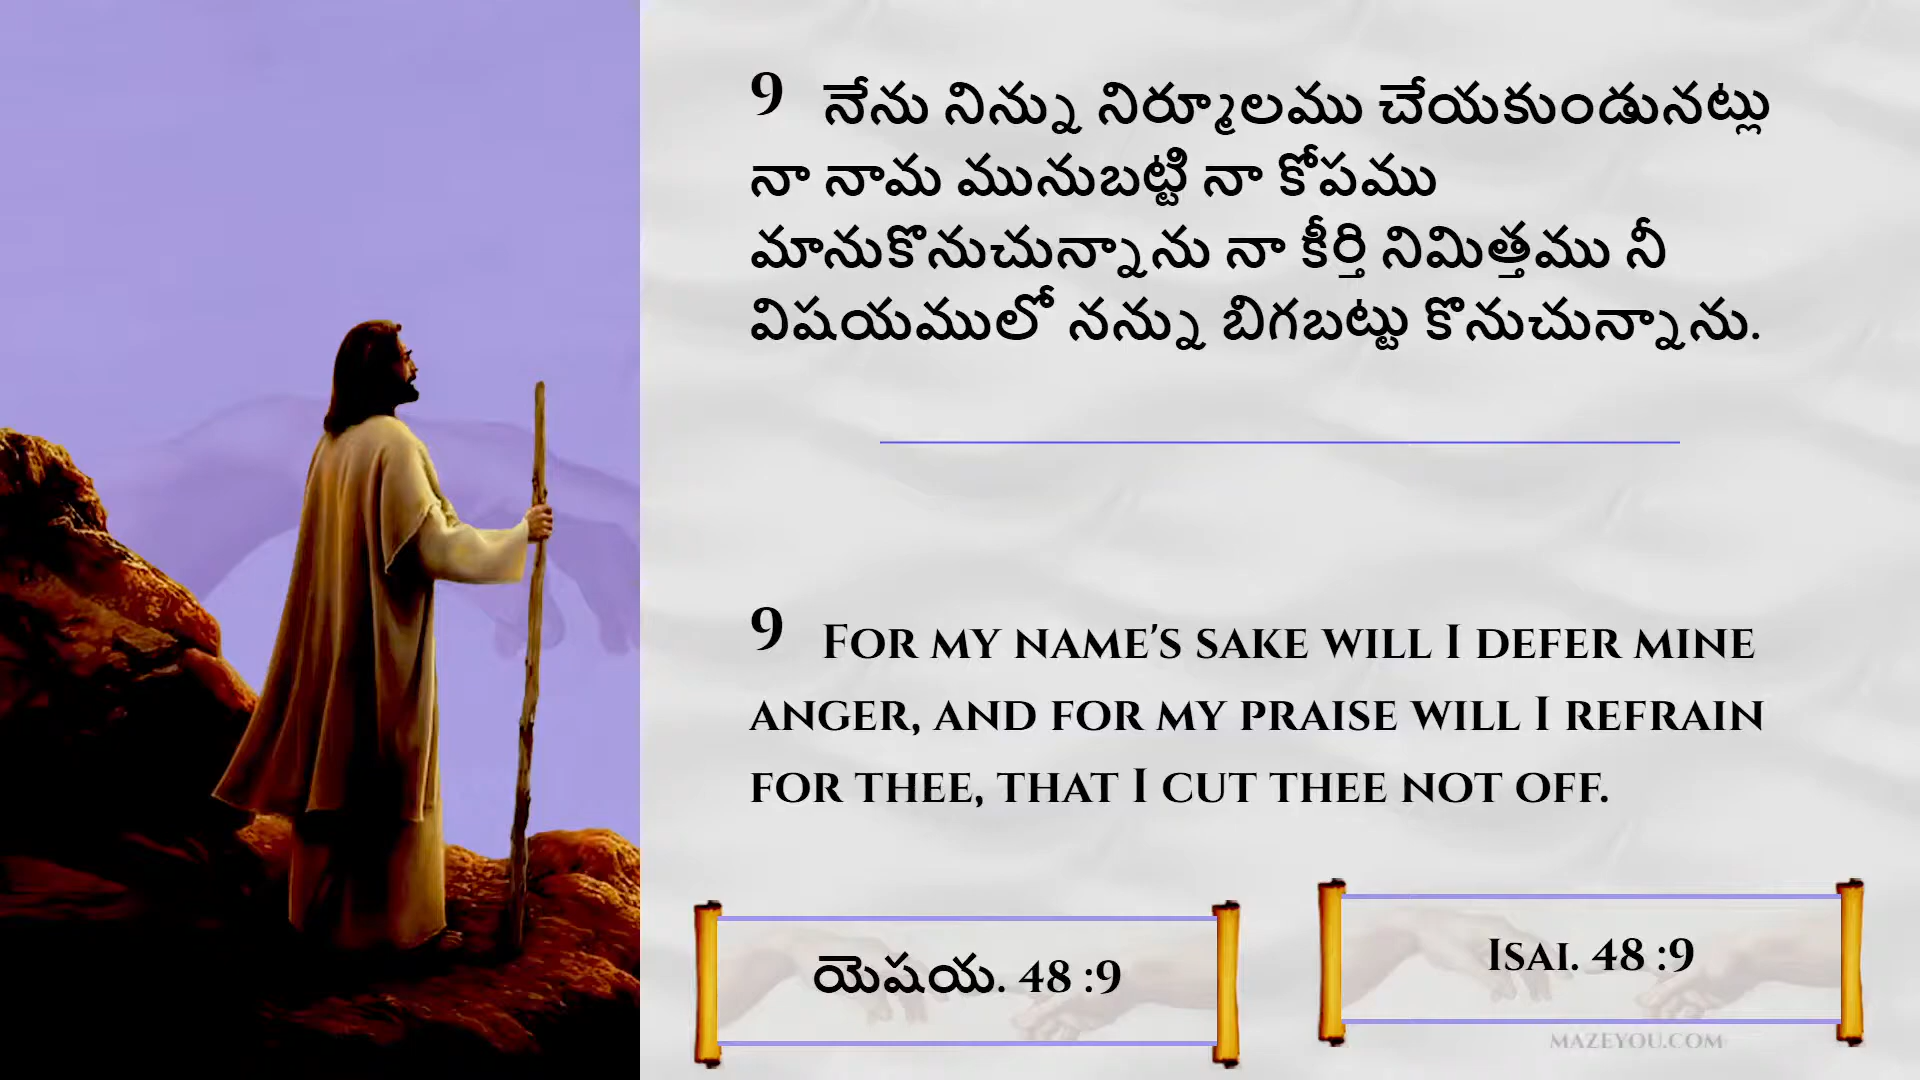 9 నేను నిన్ను నిర్మూలము చేయకుండునట్లు
నా నామ మునుబట్టి నా కోపము
మానుకొనుచున్నాను నా కీర్తి నిమిత్తము నీ
విషయములో నన్ను బిగబట్టు కొనుచున్నాను.
9 For my name's sake will I defer mine
anger, and for my praise will I refrain
for thee, that I cut thee not off.
యెషయ. 48 :9
Isai. 48 :9
MAZEYOU.COM